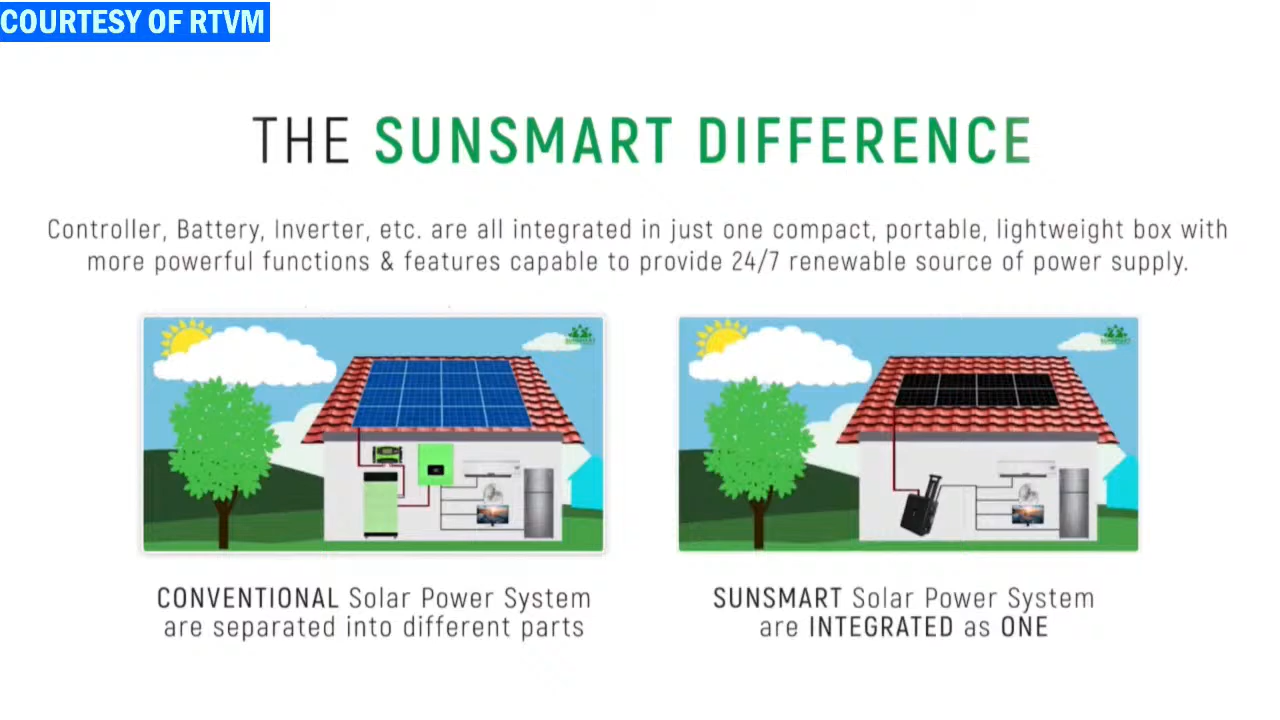 COURTESY OF RTVM
THE SUNSMART DIFFERENCE
Controller, Battery, Inverter, etc. are all integrated in just one compact, portable, lightweight box with
more powerful functions & features capable to provide 24/7 renewable source of power supply.
SUNSMART
SUNSMART
CONVENTIONAL Solar Power System
are separated into different parts
SUNSMART Solar Power System
are INTEGRATED as ONE